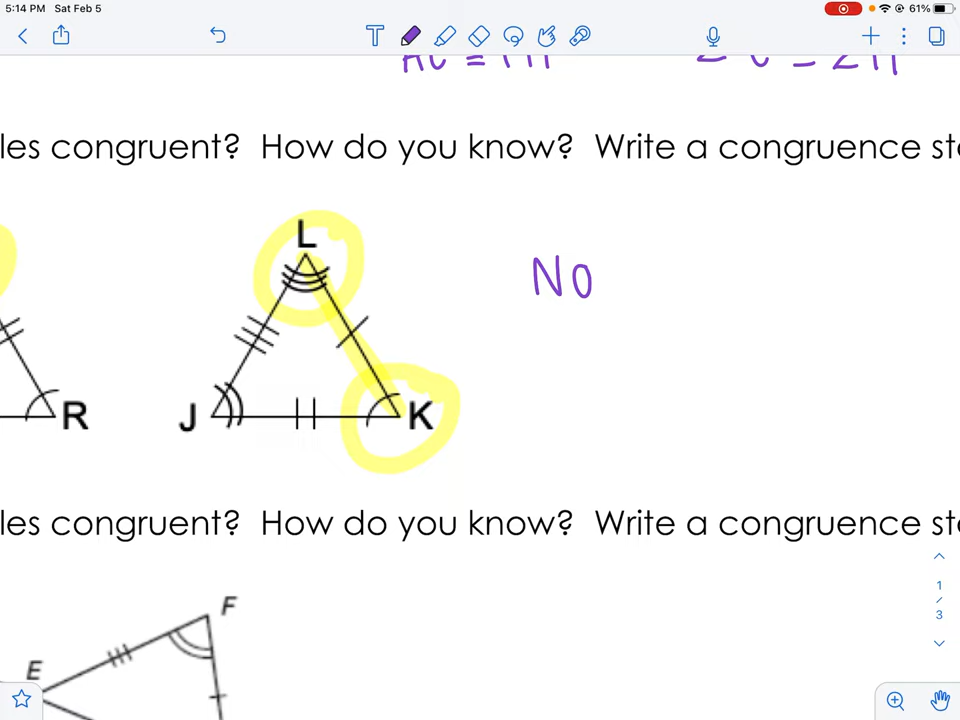 5:14 PM Sat Feb 5
61%
les congruent? How do you know? Write a congruence st
L
No
R
J
K
les congruent? How do you know? Write a congruence st
F
E
1
/
3